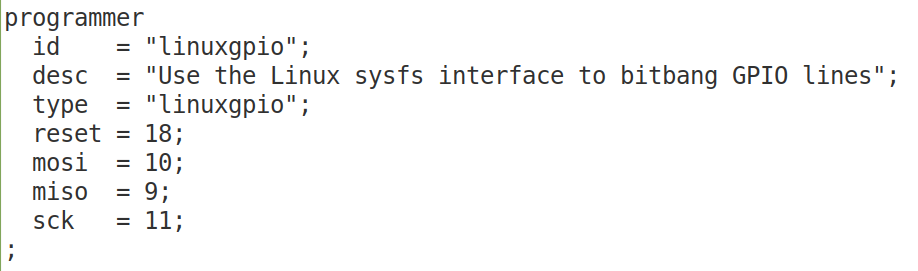 programmer
  id    = "linuxgpio";
  desc  = "Use the Linux sysfs interface to bitbang GPIO lines";
  type  = "linuxgpio";
  reset = 18;
  mosi  = 10;
  miso  = 9;
  sck   = 11;
;